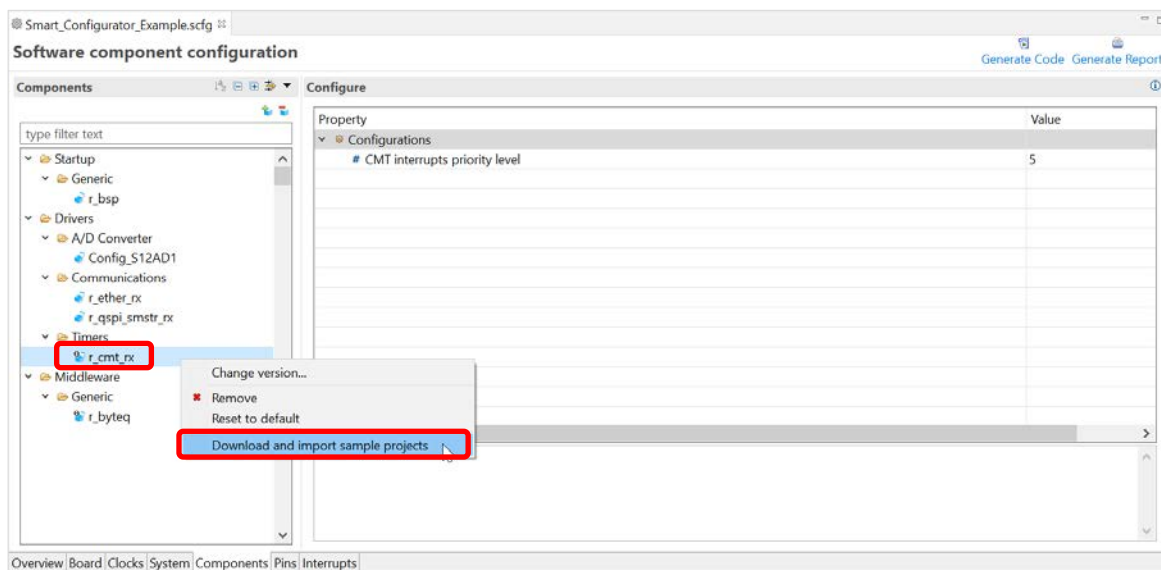 Smart_Configurator_Example.scfg
Software component configuration
Generate Code Generate Report
Components
Configure
type filter text
Property Value
Configurations
# CMT interrupts priority level 5
Startup
Generic
r_bsp
Drivers
A/D Converter
Config_S12AD1
Communications
r_ether_rx
r_qspi_smstr_rx
Timers
r_cmt_rx
Middleware
Generic
r_byteq
Change version...
Remove
Reset to default
Download and import sample projects
Overview Board Clocks System Components Pins Interrupts